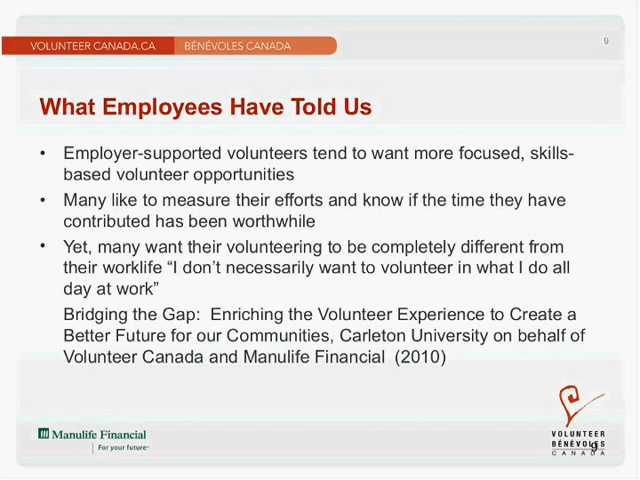 VOLUNTEER CANADA.CA BÉNÉVOLES CANADA
9
What Employees Have Told Us
• Employer-supported volunteers tend to want more focused, skills-
based volunteer opportunities
• Many like to measure their efforts and know if the time they have
contributed has been worthwhile
• Yet, many want their volunteering to be completely different from
their worklife “I don’t necessarily want to volunteer in what I do all
day at work”
Bridging the Gap: Enriching the Volunteer Experience to Create a
Better Future for our Communities, Carleton University on behalf of
Volunteer Canada and Manulife Financial (2010)
Manulife Financial
For your future™
VOLUNTEER
BÉNÉVOLES
CANADA
9